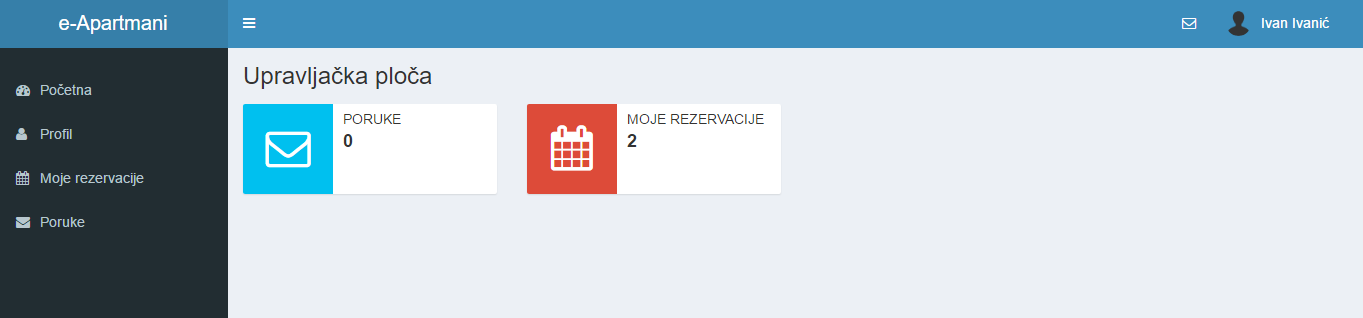 e-Apartmani
Ivan Ivanić
Početna
Profil
Moje rezervacije
Poruke
Upravljačka ploča
PORUKE
0
MOJE REZERVACIJE
2